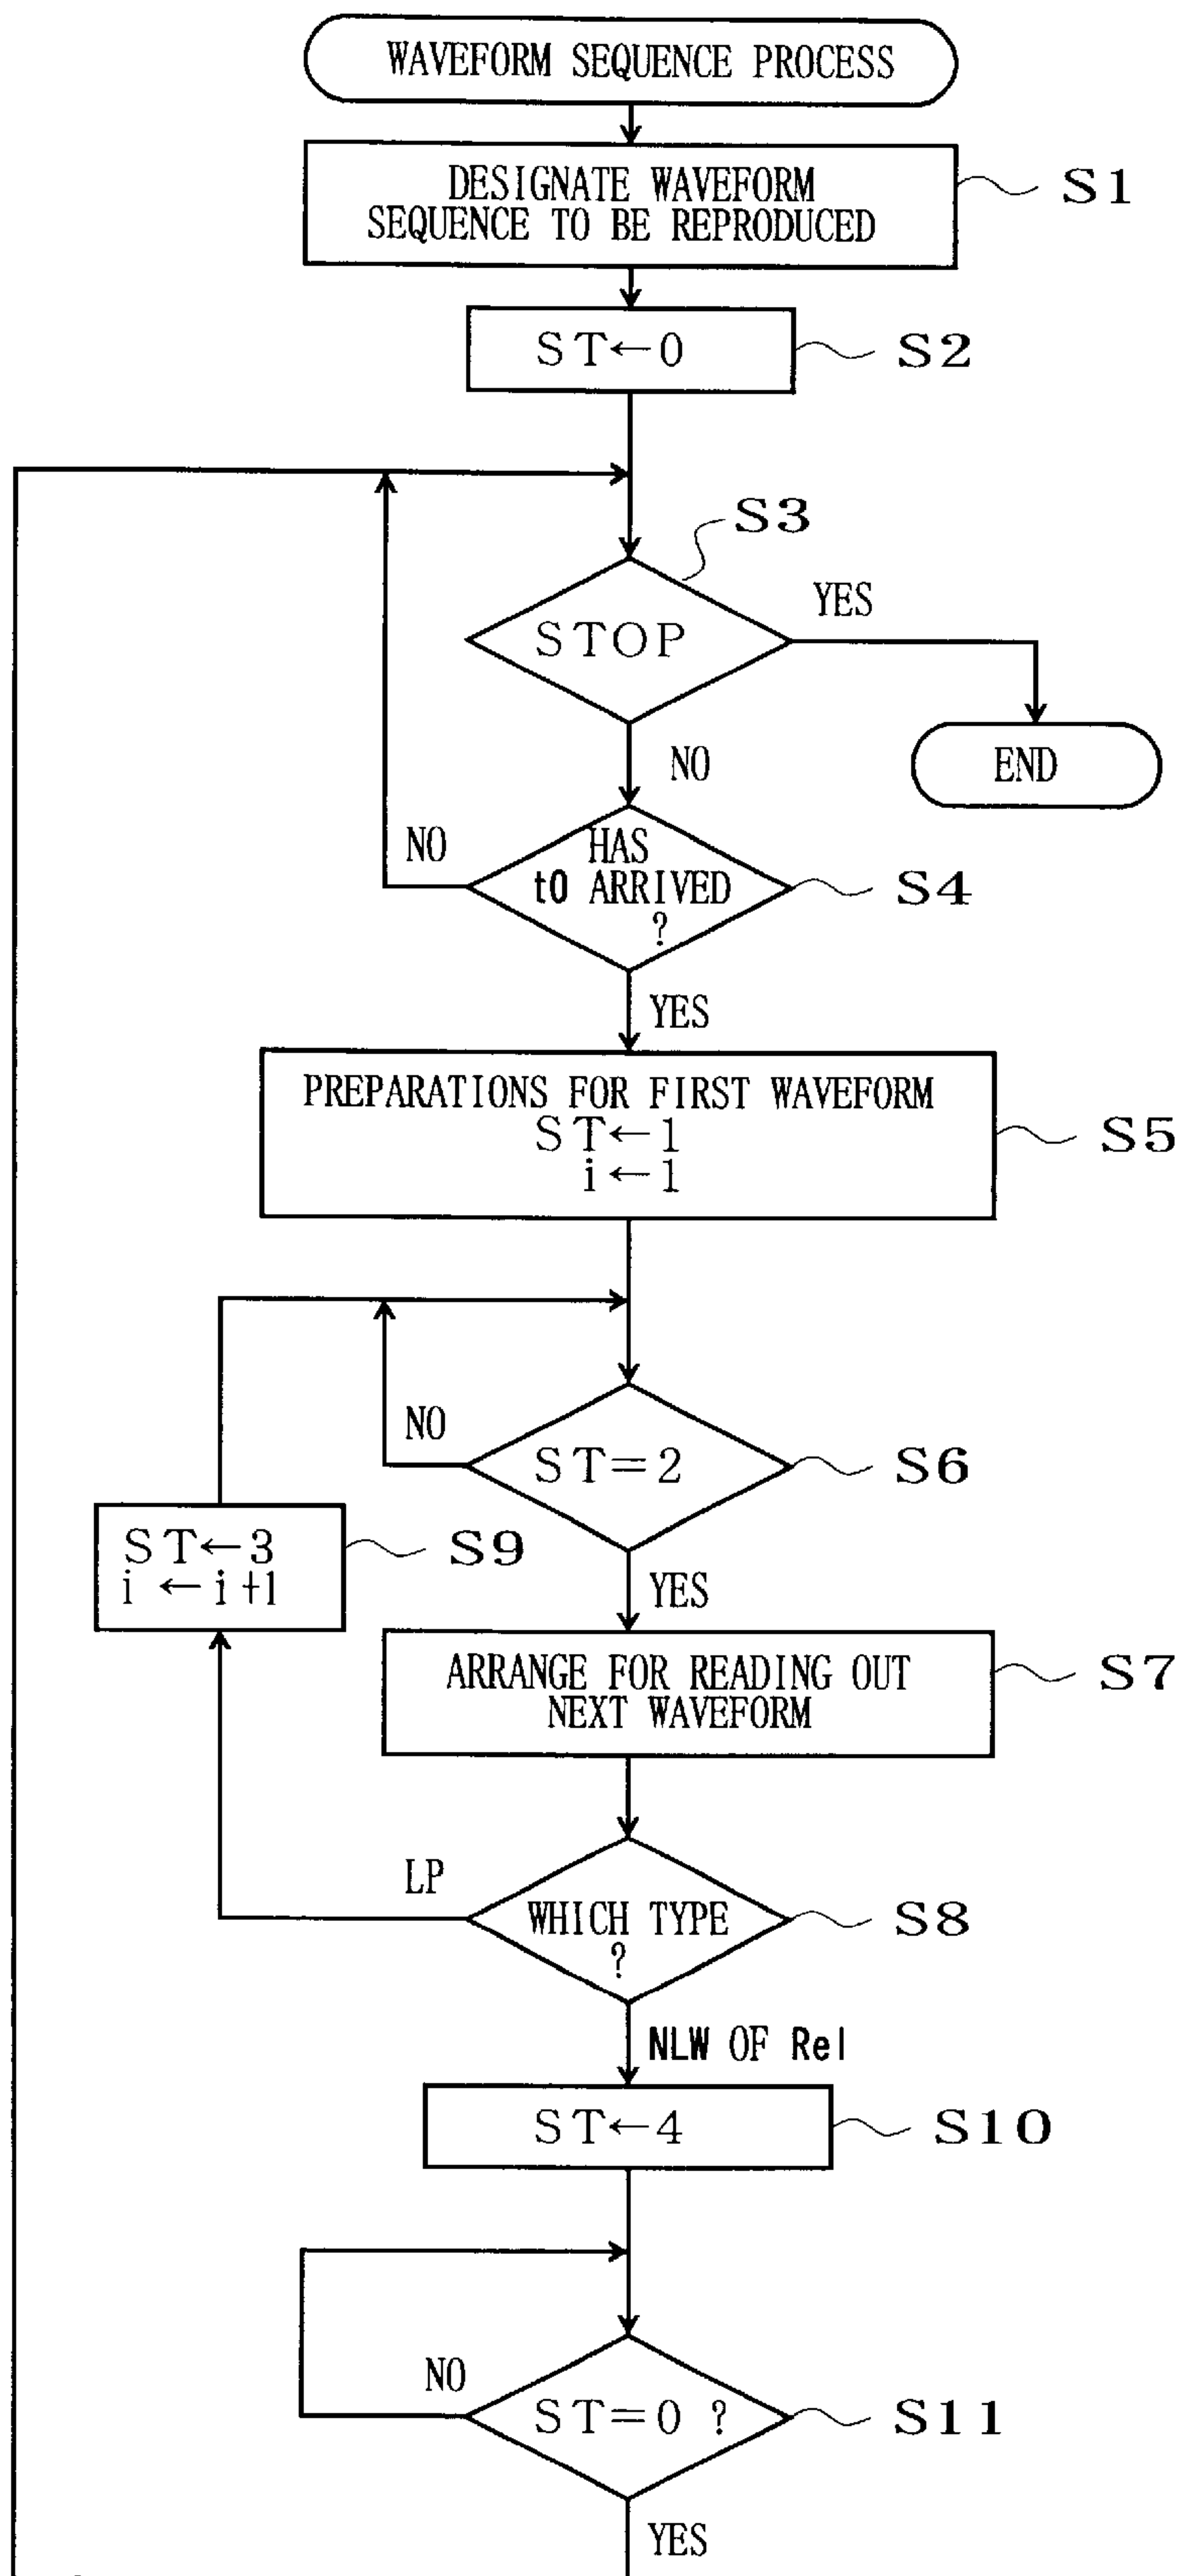 WAVEFORM SEQUENCE PROCESS
DESIGNATE WAVEFORM
SEQUENCE TO BE REPRODUCED
S1
ST←0
S2
S3
STOP
YES
END
NO
NO
HAS
t0 ARRIVED
?
S4
YES
PREPARATIONS FOR FIRST WAVEFORM
ST←1
i←1
S5
NO
ST=2
S6
ST←3
i←i+1
S9
YES
ARRANGE FOR READING OUT
NEXT WAVEFORM
S7
LP
WHICH TYPE
?
S8
NLW OF Rel
ST←4
S10
NO
ST=0 ?
S11
YES